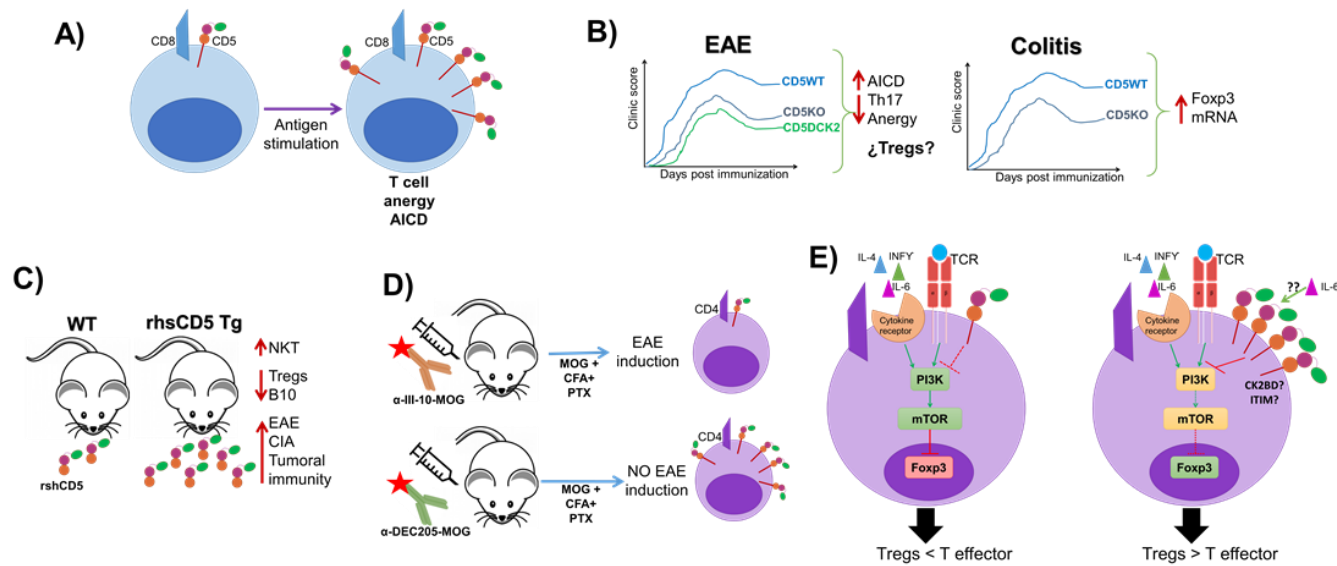 A)
CD8
CD5
Antigen
stimulation
CD8
CD5
T cell
anergy
AICD
B)
EAE
Clinic score
CD5WT
CD5KO
CD5DCK2
Days post immunization
AICD
Th17
Anergy
¿Tregs?
Colitis
Clinic score
CD5WT
CD5KO
Days post immunization
Foxp3
mRNA
C)
WT
rshCD5
rhsCD5 Tg
NKT
Tregs
B10
EAE
CIA
Tumoral
immunity
D)
α-III-10-MOG
MOG +
CFA+
PTX
EAE
induction
CD4
α-DEC205-MOG
MOG +
CFA+
PTX
NO EAE
induction
CD4
E)
IL-4
INFγ
IL-6
TCR
Cytokine
receptor
PI3K
mTOR
Foxp3
Tregs < T effector
IL-4
INFγ
IL-6
TCR
??
IL-6
Cytokine
receptor
PI3K
CK2BD?
ITIM?
mTOR
Foxp3
Tregs > T effector